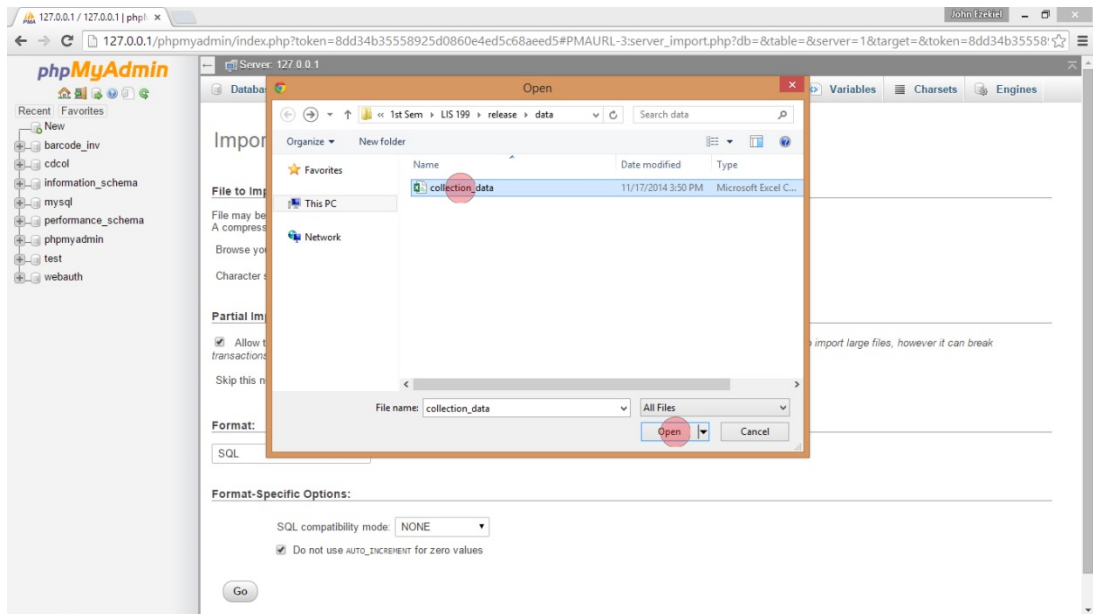 127.0.0.1 / 127.0.0.1 | phpM
John Ezekiel
127.0.0.1/phpmyadmin/index.php?token=8dd34b35558925d0860e4ed5c68aeed5#PMAURL-3:server_import.php?db=&table=&server=1&target=&token=8dd34b35558
phpMyAdmin
Recent Favorites
New
barcode_inv
cdcol
information_schema
mysql
performance_schema
phpmyadmin
test
webauth
Server: 127.0.0.1
Databa
Variables Charsets Engines
Impor
File to Imp
File may be
A compress
Browse you
Character s
Partial Im
Allow t
import large files, however it can break
transactions
Skip this n
Format:
SQL
Format-Specific Options:
SQL compatibility mode: NONE
Do not use AUTO_INCREMENT for zero values
Go
Open
« 1st Sem LIS 199 release data
Search data
Organize New folder
Favorites
This PC
Network
Name Date modified Type
collection_data 11/17/2014 3:50 PM Microsoft Excel C...
File name: collection_data All Files
Open Cancel